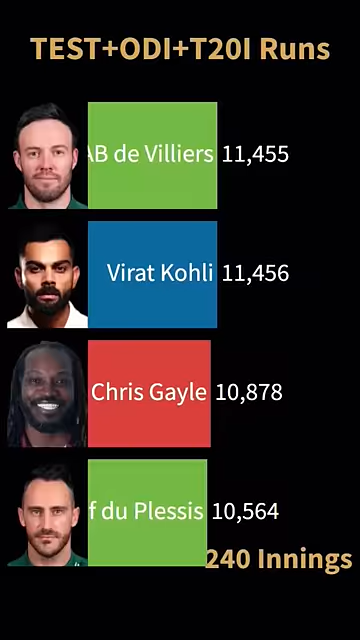 TEST+ODI+T20I Runs
AB de Villiers 11,455
Virat Kohli 11,456
Chris Gayle 10,878
f du Plessis 10,564
240 Innings